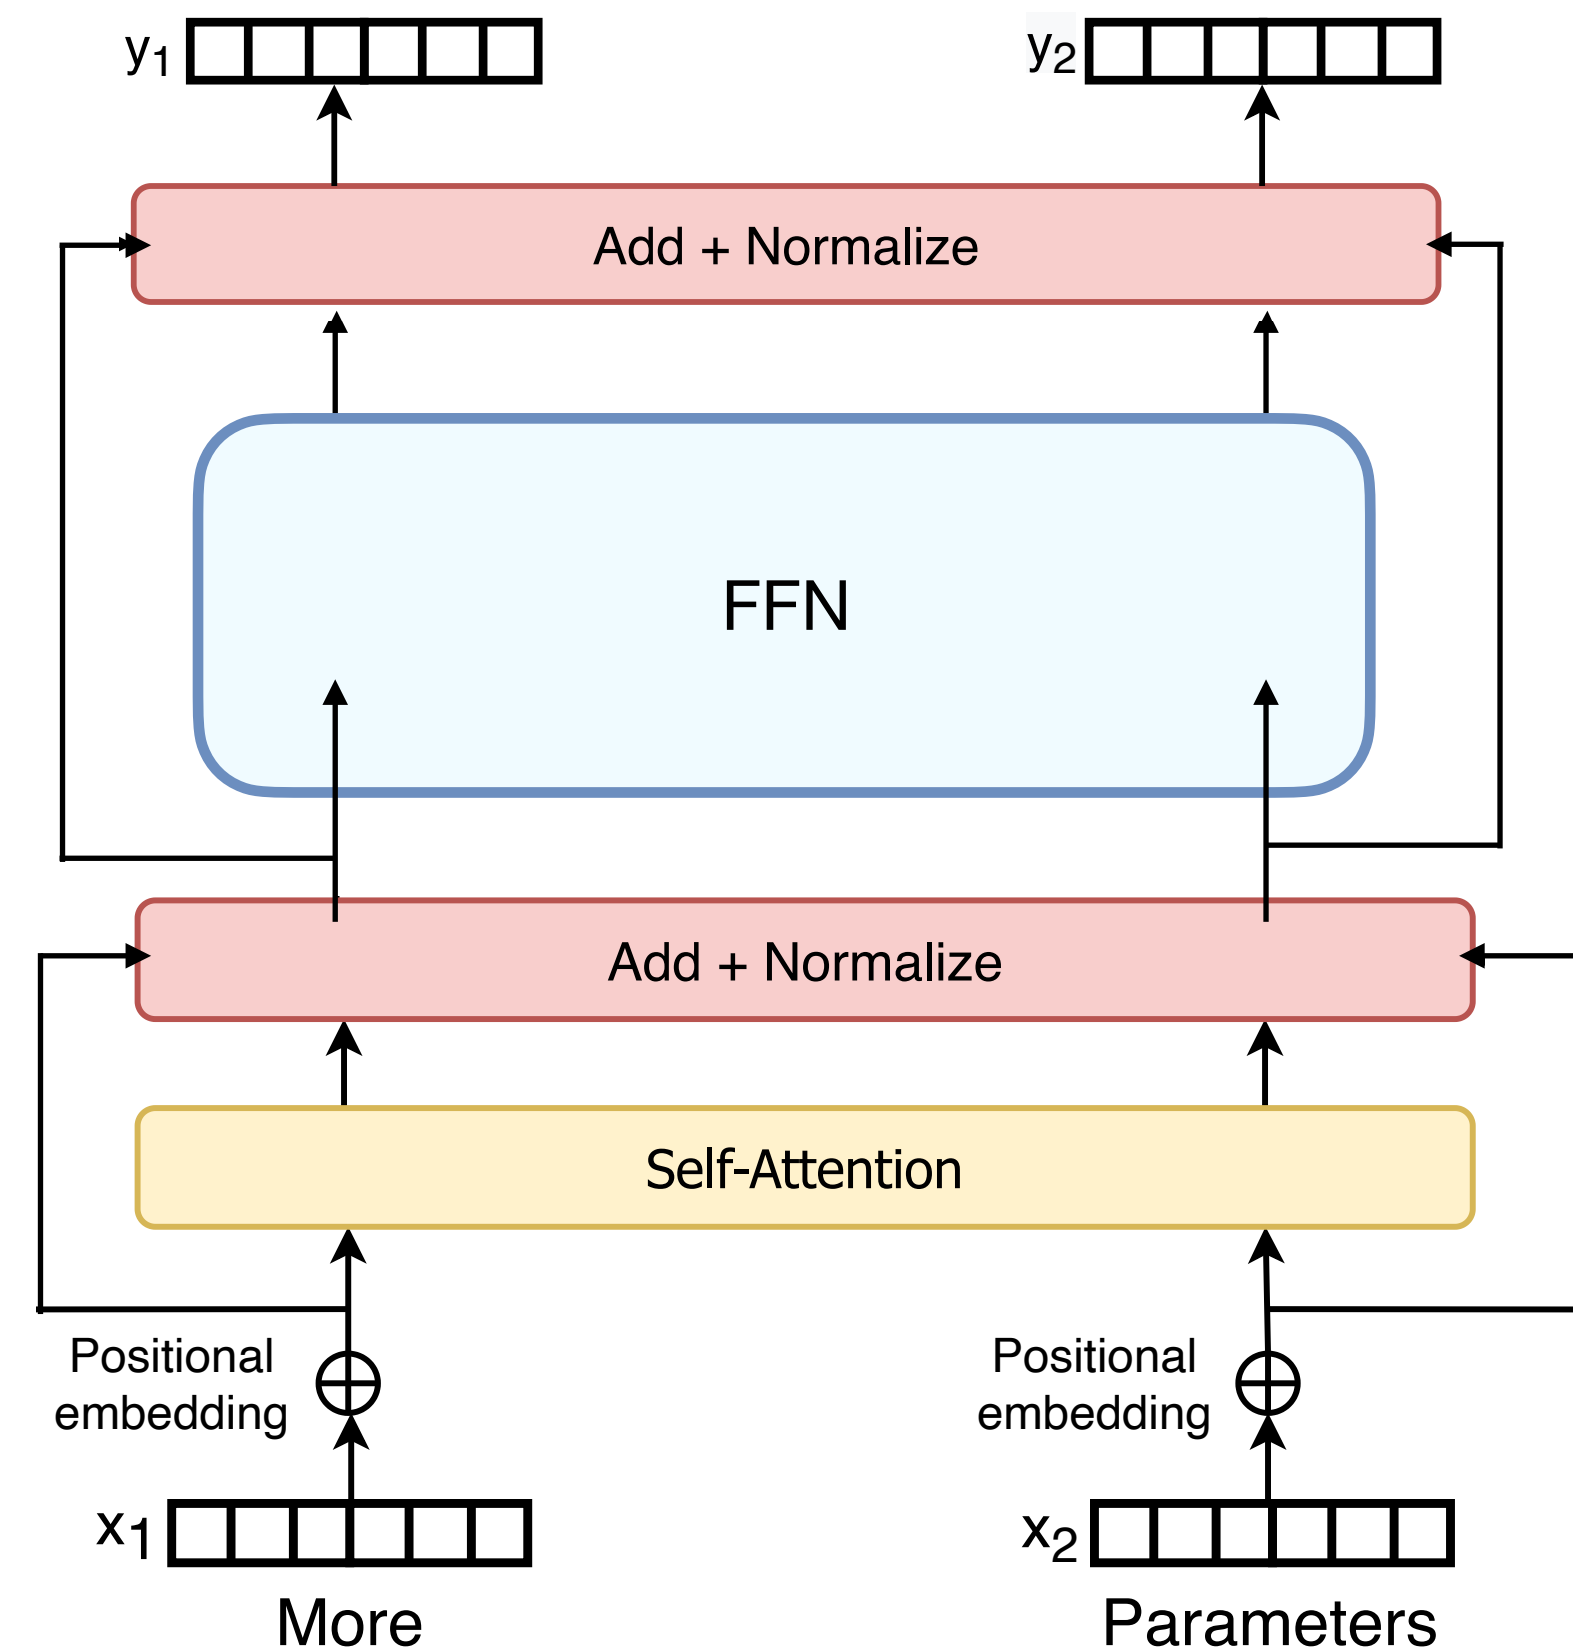 y1
y2
Add + Normalize
FFN
Add + Normalize
Self-Attention
Positional
embedding
Positional
embedding
x1
x2
More
Parameters